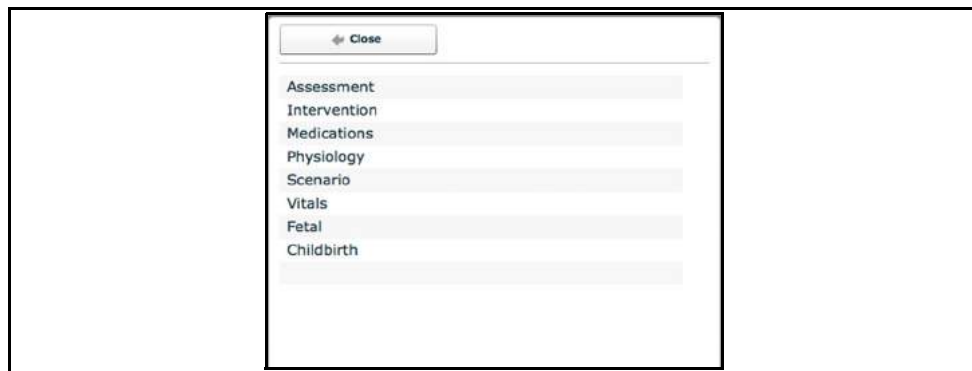 Close
Assessment
Intervention
Medications
Physiology
Scenario
Vitals
Fetal
Childbirth